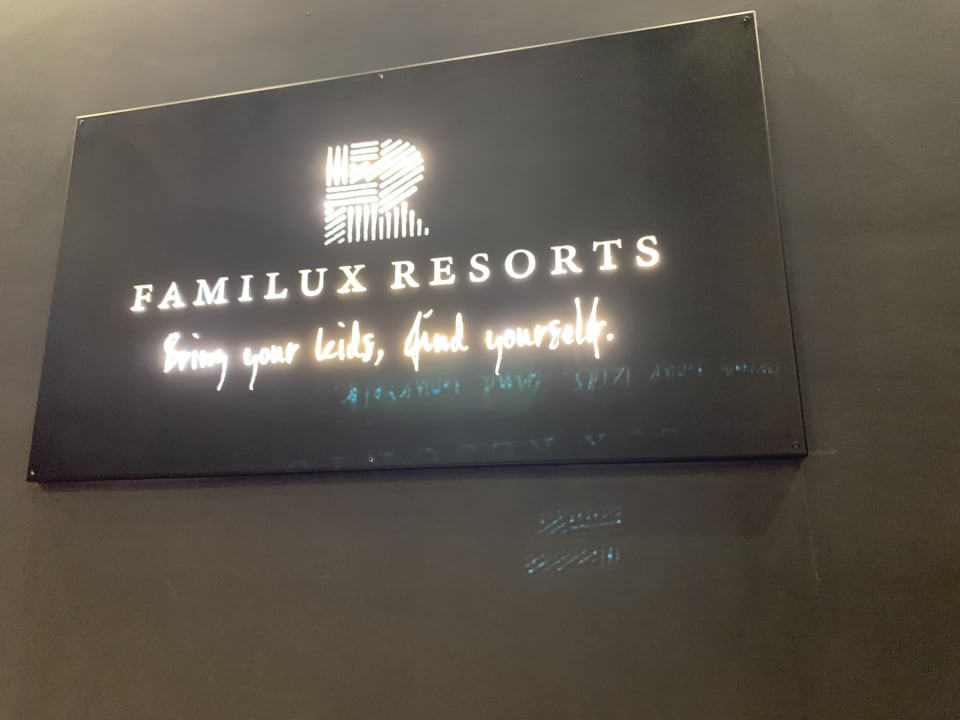 FAMILUX RESORTS
Bring your kids, find yourself.